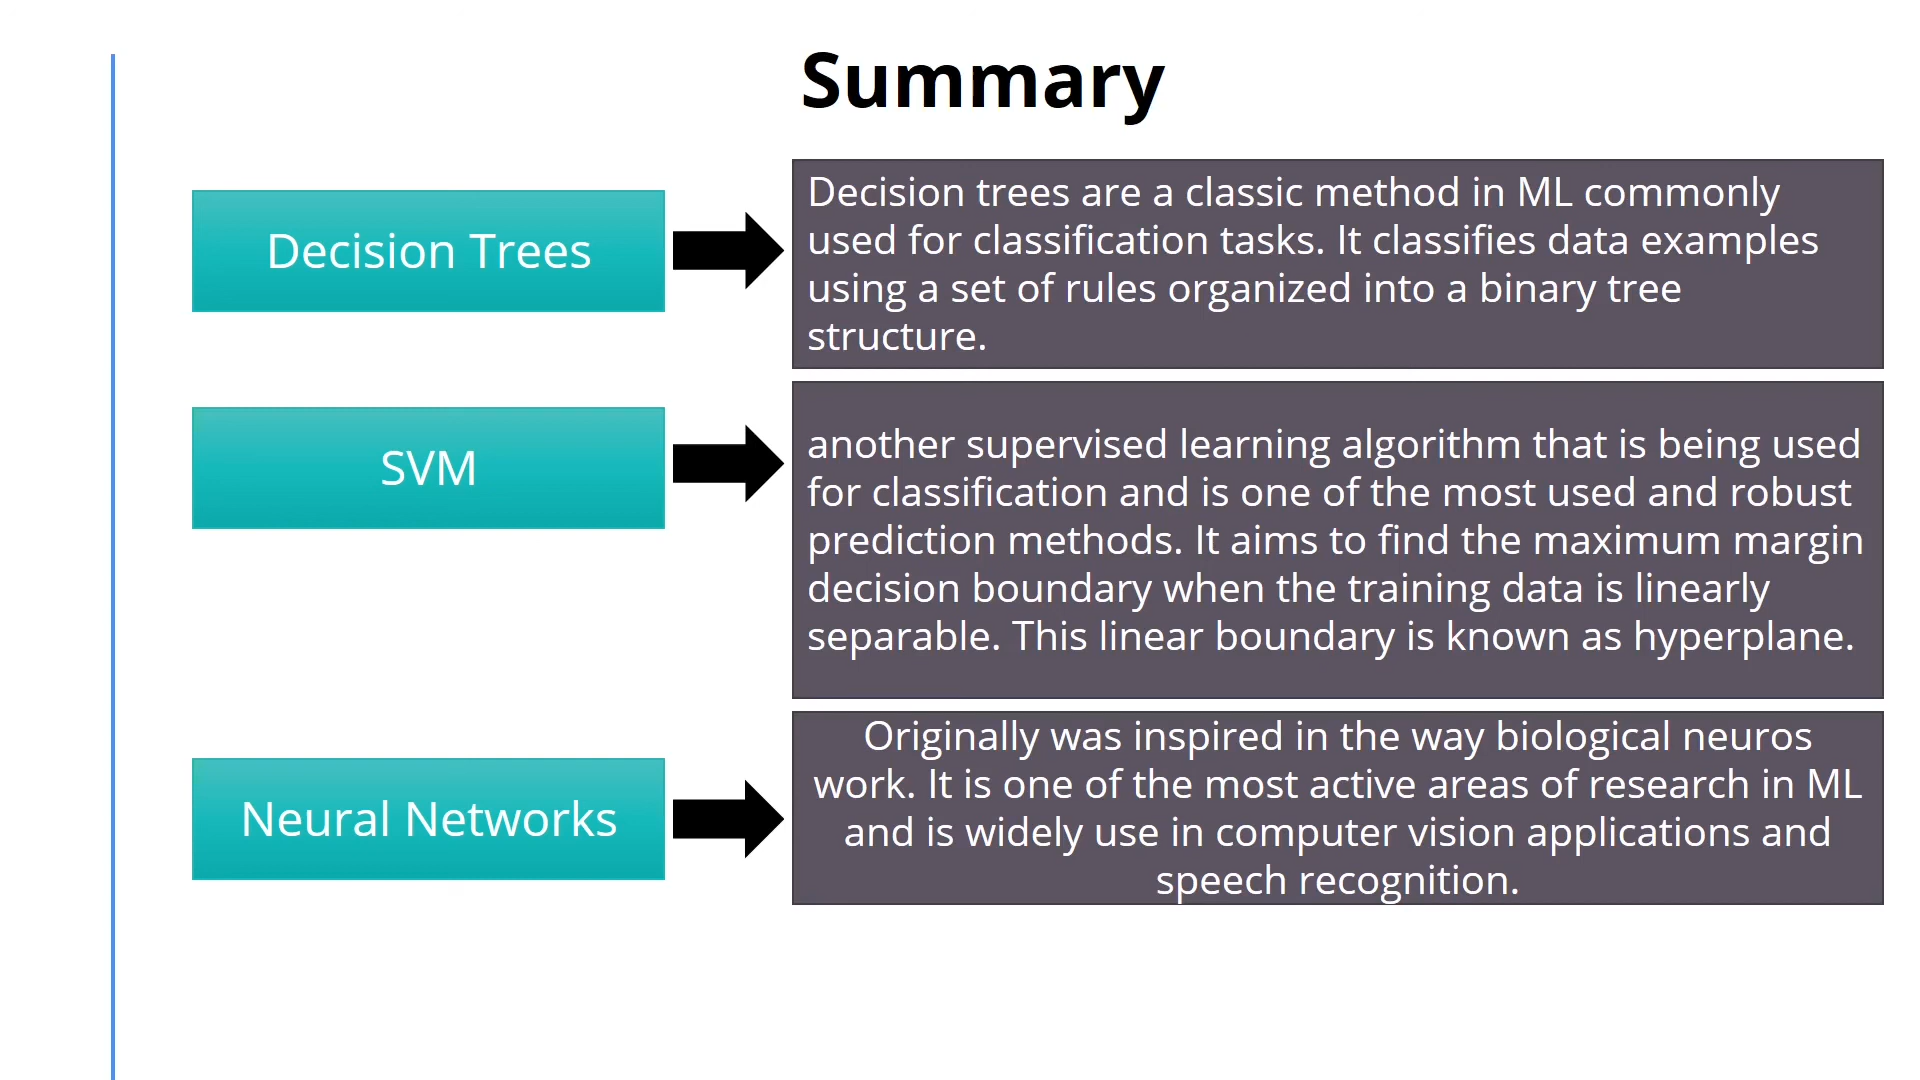 Summary
Decision Trees
Decision trees are a classic method in ML commonly
used for classification tasks. It classifies data examples
using a set of rules organized into a binary tree
structure.
SVM
another supervised learning algorithm that is being used
for classification and is one of the most used and robust
prediction methods. It aims to find the maximum margin
decision boundary when the training data is linearly
separable. This linear boundary is known as hyperplane.
Neural Networks
Originally was inspired in the way biological neuros
work. It is one of the most active areas of research in ML
and is widely use in computer vision applications and
speech recognition.